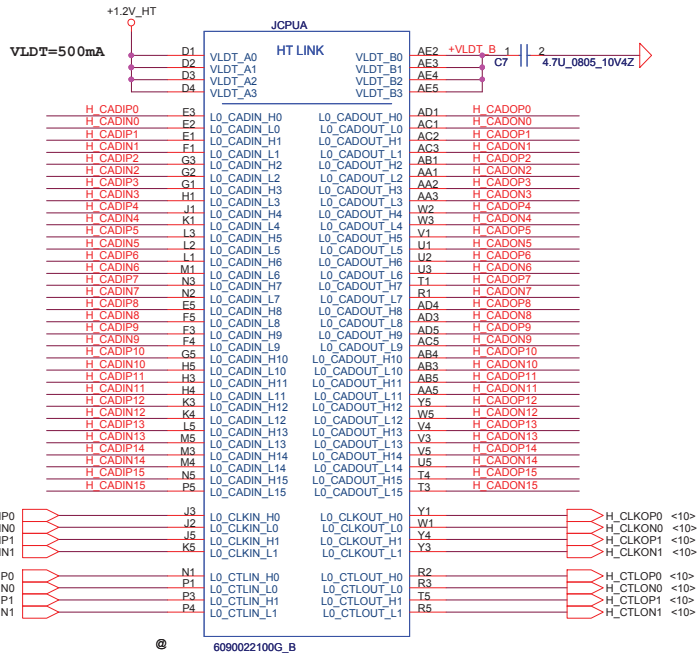 +1.2V_HT
JCPUA
VLDT=500mA
HT LINK
D1 VLDT_A0 VLDT_B0 AE2 +VLDT_B 1 2
D2 VLDT_A1 VLDT_B1 AE3 C7 4.7U_0805_10V4Z
D3 VLDT_A2 VLDT_B2 AE4
D4 VLDT_A3 VLDT_B3 AE5
H_CADIP0 E3 L0_CADIN_H0 L0_CADOUT_H0 AD1 H_CADOP0
H_CADIN0 E2 L0_CADIN_L0 L0_CADOUT_L0 AC1 H_CADON0
H_CADIP1 E1 L0_CADIN_H1 L0_CADOUT_H1 AC2 H_CADOP1
H_CADIN1 F1 L0_CADIN_L1 L0_CADOUT_L1 AC3 H_CADON1
H_CADIP2 G3 L0_CADIN_H2 L0_CADOUT_H2 AB1 H_CADOP2
H_CADIN2 G2 L0_CADIN_L2 L0_CADOUT_L2 AA1 H_CADON2
H_CADIP3 G1 L0_CADIN_H3 L0_CADOUT_H3 AA2 H_CADOP3
H_CADIN3 H1 L0_CADIN_L3 L0_CADOUT_L3 AA3 H_CADON3
H_CADIP4 J1 L0_CADIN_H4 L0_CADOUT_H4 W2 H_CADOP4
H_CADIN4 K1 L0_CADIN_L4 L0_CADOUT_L4 W3 H_CADON4
H_CADIP5 L3 L0_CADIN_H5 L0_CADOUT_H5 V1 H_CADOP5
H_CADIN5 L2 L0_CADIN_L5 L0_CADOUT_L5 U1 H_CADON5
H_CADIP6 L1 L0_CADIN_H6 L0_CADOUT_H6 U2 H_CADOP6
H_CADIN6 M1 L0_CADIN_L6 L0_CADOUT_L6 U3 H_CADON6
H_CADIP7 N3 L0_CADIN_H7 L0_CADOUT_H7 T1 H_CADOP7
H_CADIN7 N2 L0_CADIN_L7 L0_CADOUT_L7 R1 H_CADON7
H_CADIP8 E5 L0_CADIN_H8 L0_CADOUT_H8 AD4 H_CADOP8
H_CADIN8 F5 L0_CADIN_L8 L0_CADOUT_L8 AD3 H_CADON8
H_CADIP9 F3 L0_CADIN_H9 L0_CADOUT_H9 AD5 H_CADOP9
H_CADIN9 F4 L0_CADIN_L9 L0_CADOUT_L9 AC5 H_CADON9
H_CADIP10 G5 L0_CADIN_H10 L0_CADOUT_H10 AB4 H_CADOP10
H_CADIN10 H5 L0_CADIN_L10 L0_CADOUT_L10 AB3 H_CADON10
H_CADIP11 H3 L0_CADIN_H11 L0_CADOUT_H11 AB5 H_CADOP11
H_CADIN11 H4 L0_CADIN_L11 L0_CADOUT_L11 AA5 H_CADON11
H_CADIP12 K3 L0_CADIN_H12 L0_CADOUT_H12 Y5 H_CADOP12
H_CADIN12 K4 L0_CADIN_L12 L0_CADOUT_L12 W5 H_CADON12
H_CADIP13 L5 L0_CADIN_H13 L0_CADOUT_H13 V4 H_CADOP13
H_CADIN13 M5 L0_CADIN_L13 L0_CADOUT_L13 V3 H_CADON13
H_CADIP14 M3 L0_CADIN_H14 L0_CADOUT_H14 V5 H_CADOP14
H_CADIN14 M4 L0_CADIN_L14 L0_CADOUT_L14 U5 H_CADON14
H_CADIP15 N5 L0_CADIN_H15 L0_CADOUT_H15 T4 H_CADOP15
H_CADIN15 P5 L0_CADIN_L15 L0_CADOUT_L15 T3 H_CADON15
IP0 J3 L0_CLKIN_H0 L0_CLKOUT_H0 Y1 H_CLKOP0 <10>
IN0 J2 L0_CLKIN_L0 L0_CLKOUT_L0 W1 H_CLKON0 <10>
IP1 J5 L0_CLKIN_H1 L0_CLKOUT_H1 Y4 H_CLKOP1 <10>
IN1 K5 L0_CLKIN_L1 L0_CLKOUT_L1 Y3 H_CLKON1 <10>
P0 N1 L0_CTLIN_H0 L0_CTLOUT_H0 R2 H_CTLOP0 <10>
N0 P1 L0_CTLIN_L0 L0_CTLOUT_L0 R3 H_CTLON0 <10>
P1 P3 L0_CTLIN_H1 L0_CTLOUT_H1 T5 H_CTLOP1 <10>
N1 P4 L0_CTLIN_L1 L0_CTLOUT_L1 R5 H_CTLON1 <10>
@ 6090022100G_B